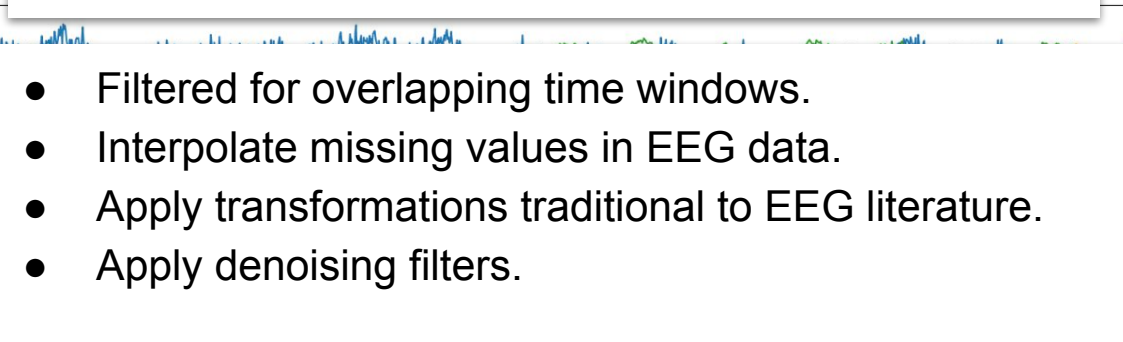 ● Filtered for overlapping time windows.
● Interpolate missing values in EEG data.
● Apply transformations traditional to EEG literature.
● Apply denoising filters.